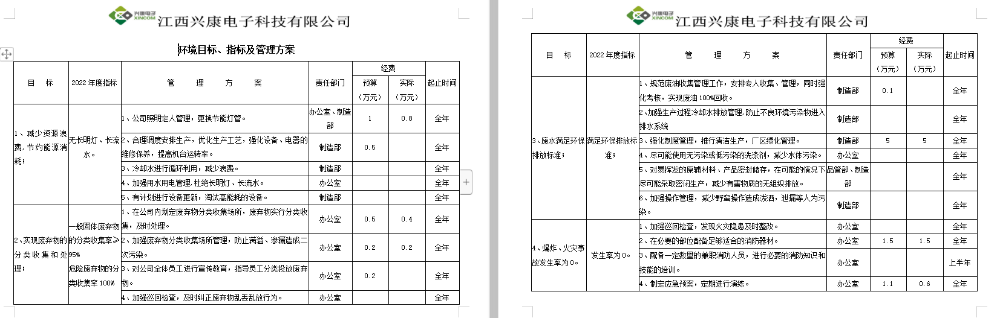 兴康电子
XINCOM
江西兴康电子科技有限公司
环境目标、指标及管理方案
目 标
2022 年度指标
管 理 方 案
责任部门
经费
预算
（万元）
实际
（万元）
起止时间
1、减少资源浪
费,节约能源消
耗；
无长明灯、长流
水。
1、公司照明定人管理，更换节能灯管。
办公室、制造
部
1
0.8
全年
2、合理调度安排生产，优化生产工艺，强化设备、电器的
维修保养，提高机台运转率。
制造部
0.5
全年
3、冷却水进行循环利用，减少浪费。
制造部
全年
4、加强用水用电管理,杜绝长明灯、长流水。
办公室
全年
5、有计划进行设备更新，淘汰高能耗的设备。
制造部
全年
2、实现废弃物的
分类收集和处
理；
一般固体废弃物
的分类收集率≥
95%
危险废弃物的分
类收集率 100%
1、在公司内划定废弃物分类收集场所，废弃物实行分类收
集，及时处理。
办公室
0.5
0.4
全年
2、加强废弃物分类收集场所管理，防止满溢、渗漏造成二
次污染。
办公室
0.2
0.2
全年
3、对公司全体员工进行宣传教育，指导员工分类投放废弃
物。
办公室
0.2
全年
4、加强巡回检查，及时纠正废弃物乱丢乱放行为。
办公室
全年
兴康电子
XINCOM
江西兴康电子科技有限公司
目 标
2022 年度指标
管 理 方 案
责任部门
经费
预算
（万元）
实际
（万元）
起止时间
3、废水满足环保
排放标准；
满足环保排放标
准；
1、规范废油收集管理工作，安排专人收集、管理，同时强
化考核，实现废油100%回收。
制造部
0.1
全年
2、加强生产过程冷却水排放管理,防止不良环境污染物进入
排水系统
制造部
全年
3、强化制度管理，推行清洁生产，厂区绿化管理。
制造部
5
5
全年
4、尽可能使用无污染或低污染的洗涤剂，减少水体污染。
办公室
全年
5、对易挥发的原辅材料、产品密封储存，在可能的情况下
尽可能采取密闭生产，减少有害物质的无组织排放。
品管部、制造
部
全年
6、加强操作管理，减少野蛮操作造成泼洒，泄漏等人为污
染。
制造部
全年
4、爆炸、火灾事
故发生率为0。
发生率为0。
1、加强巡回检查，发现火灾隐患及时整改。
办公室
全年
2、在必要的部位配备足够适合的消防器材。
办公室
1.5
1.5
全年
3、配备一定数量的兼职消防人员，进行必要的消防知识和
技能的培训。
办公室
上半年
4、制定应急预案，定期进行演练。
办公室
1.1
0.6
全年